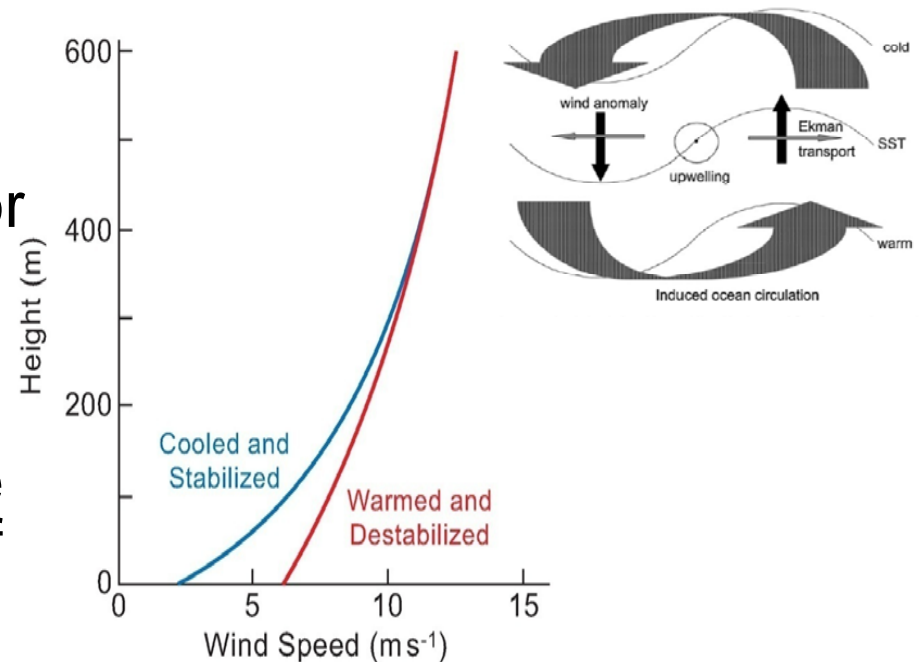 600
400
200
0
Height (m)
0
5
10
15
Wind Speed (m s-1)
Cooled and
Stabilized
Warmed and
Destabilized
or
e
cold
wind anomaly
Ekman
transport
SST
upwelling
warm
Induced ocean circulation